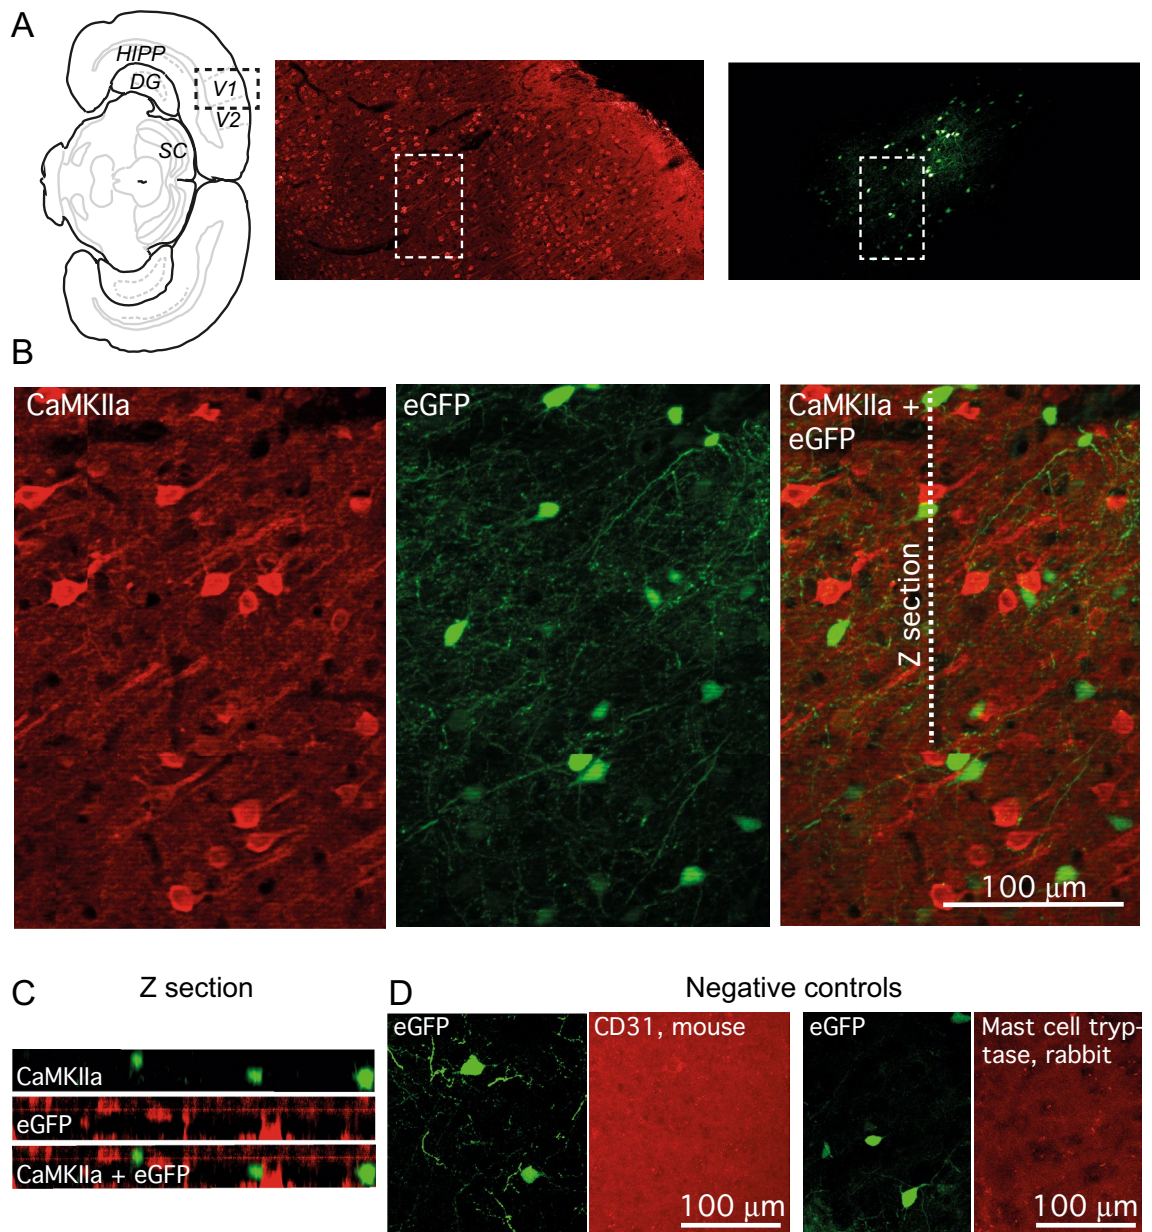 A
HIPP
DG
V1
V2
SC
B
CaMKIIa
eGFP
CaMKIIa +
eGFP
Z section
100 μm
C
Z section
CaMKIIa
eGFP
CaMKIIa + eGFP
D
Negative controls
eGFP
CD31, mouse
100 μm
eGFP
Mast cell tryp-
tase, rabbit
100 μm